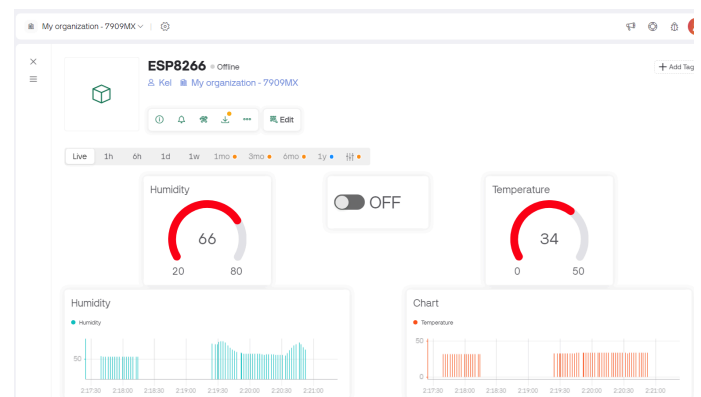 My organization - 7909MX
ESP8266 Offline
Kel My organization - 7909MX
Add Tag
Edit
Live 1h 6h 1d 1w 1mo 3mo 6mo 1y
Humidity
66
20 80
OFF
Temperature
34
0 50
Humidity
Humidity
50
2:17:30 2:18:00 2:18:30 2:19:00 2:19:30 2:20:00 2:20:30 2:21:00
Chart
Temperature
50
0
2:17:30 2:18:00 2:18:30 2:19:00 2:19:30 2:20:00 2:20:30 2:21:00